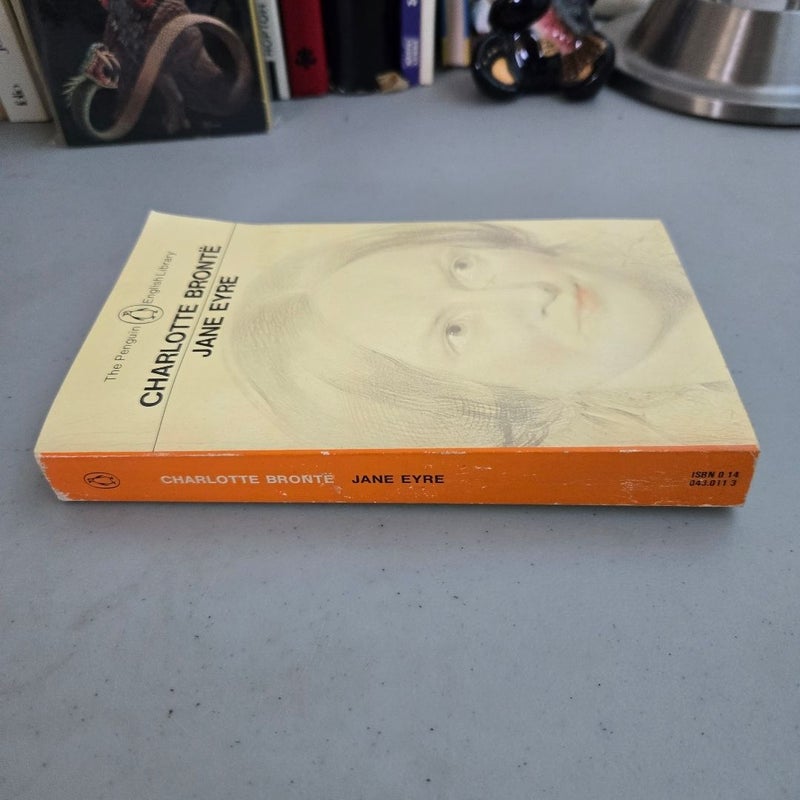 The Penguin English Library
CHARLOTTE BRONTË
JANE EYRE
CHARLOTTE BRONTË JANE EYRE
ISBN 0 14
043.011 3